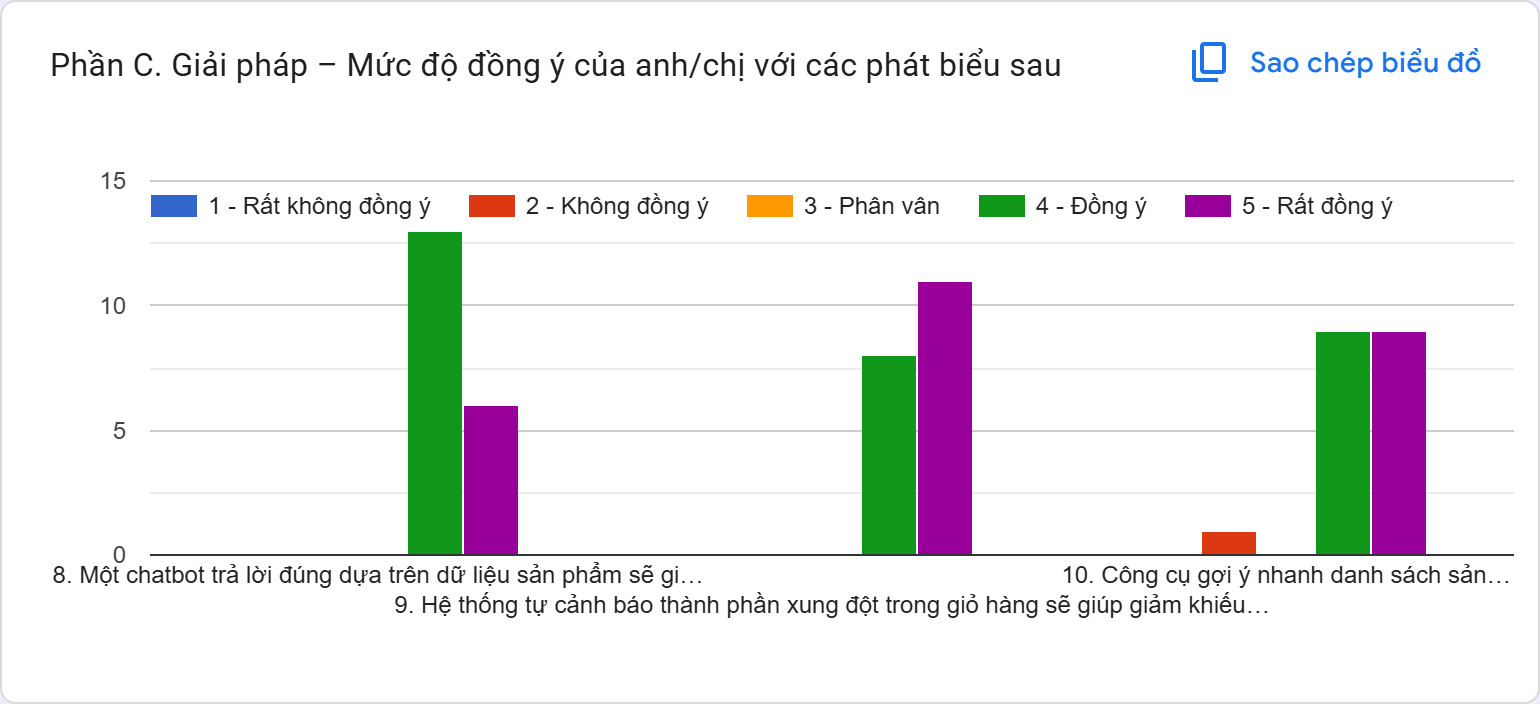 Phần C. Giải pháp – Mức độ đồng ý của anh/chị với các phát biểu sau
Sao chép biểu đồ
15
1 - Rất không đồng ý
2 - Không đồng ý
3 - Phân vân
4 - Đồng ý
5 - Rất đồng ý
10
5
0
8. Một chatbot trả lời đúng dựa trên dữ liệu sản phẩm sẽ gi…
10. Công cụ gợi ý nhanh danh sách sản…
9. Hệ thống tự cảnh báo thành phần xung đột trong giỏ hàng sẽ giúp giảm khiếu…